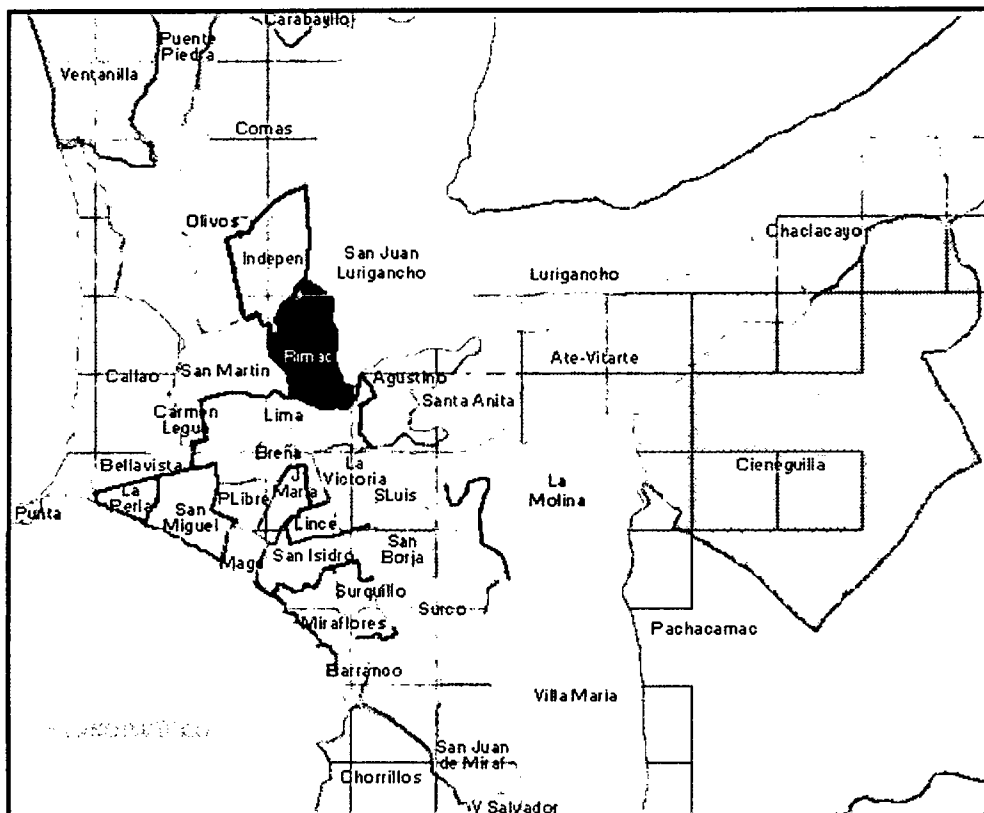 Carabayllo
Puente
Piedra
Ventanilla
Comas
Olivos
Indepen
San Juan
Lurigancho
Chaclacayo
Lurigancho
Rimac
Ate-Vitarte
Callao
San Martin
Agustino
Santa Anita
Carmen
Legu
Lima
Breña
Bellavista
La
Victoria
Cieneguilla
La
Molina
La
Perla
San
Miguel
PLibre
J
Maria
SLuis
Punta
Lince
San
Borja
Magd
San Isidro
Surquillo
Surco
Miraflores
Pachacamac
Barranco
Villa Maria
San Juan
de Miraf
Chorrillos
V Salvador